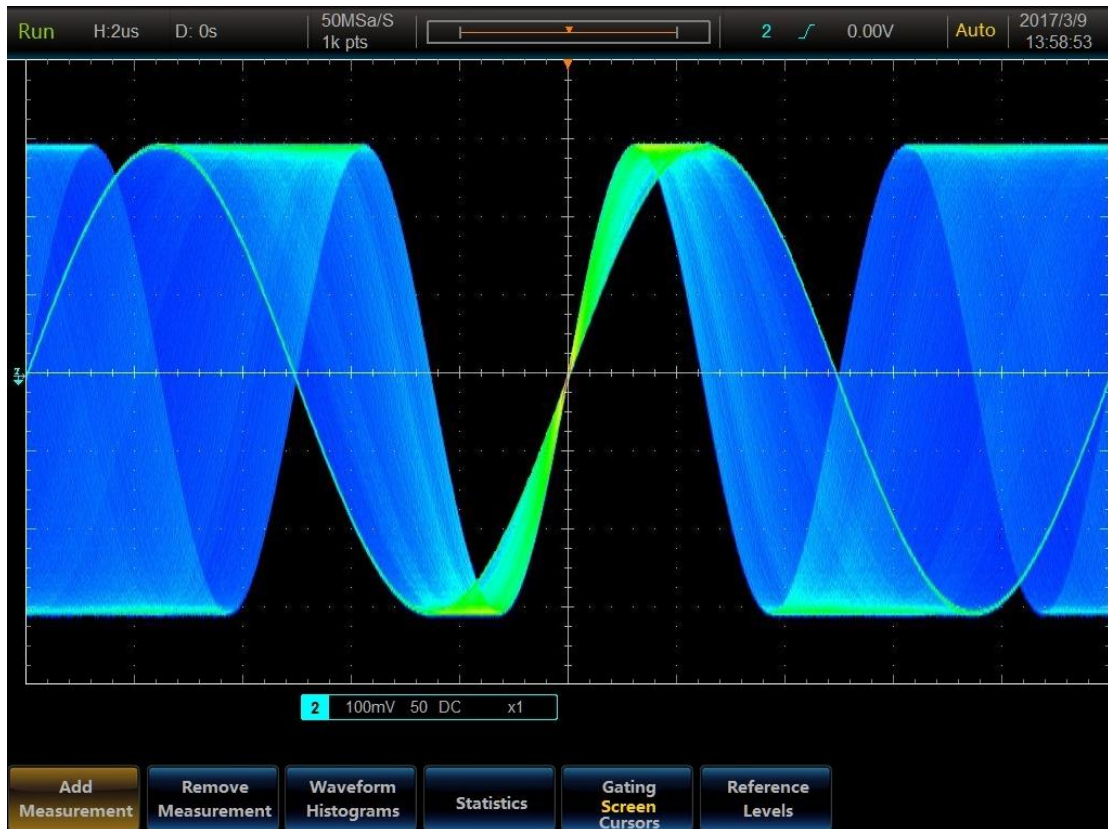 Run H:2us D: 0s 50MSa/S 2 0.00V Auto 2017/3/9
1k pts 13:58:53
2 100mV 50 DC x1
Add Remove Waveform Statistics Gating Reference
Measurement Measurement Histograms Screen Levels
Cursors